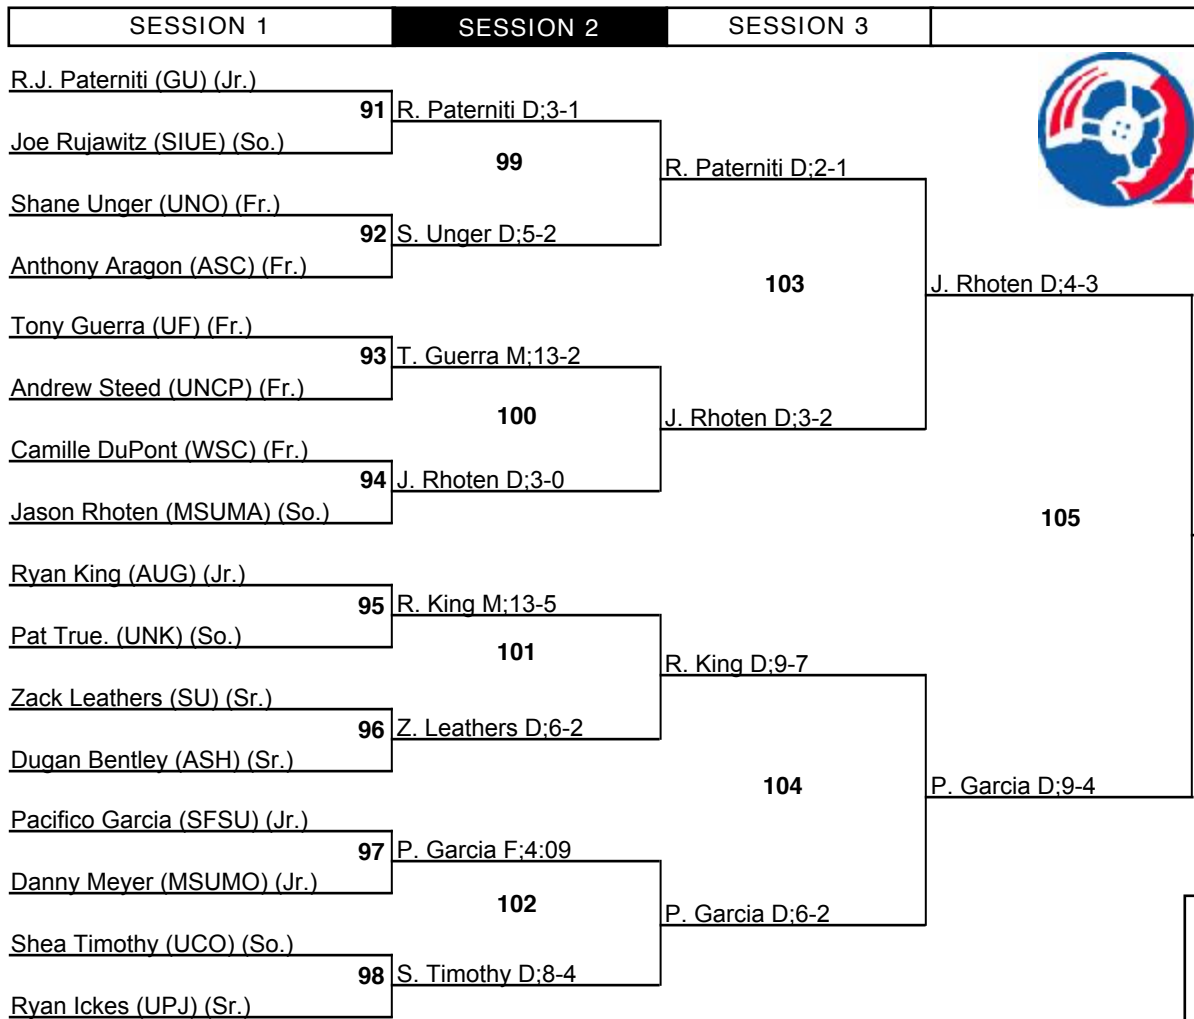 SESSION 1 SESSION 2 SESSION 3
R.J. Paterniti (GU) (Jr.)
91 R. Paterniti D;3-1
Joe Rujawitz (SIUE) (So.)
99
R. Paterniti D;2-1
Shane Unger (UNO) (Fr.)
92 S. Unger D;5-2
Anthony Aragon (ASC) (Fr.)
103
J. Rhoten D;4-3
Tony Guerra (UF) (Fr.)
93 T. Guerra M;13-2
Andrew Steed (UNCP) (Fr.)
100
J. Rhoten D;3-2
Camille DuPont (WSC) (Fr.)
94 J. Rhoten D;3-0
Jason Rhoten (MSUMA) (So.)
105
Ryan King (AUG) (Jr.)
95 R. King M;13-5
Pat True. (UNK) (So.)
101
R. King D;9-7
Zack Leathers (SU) (Sr.)
96 Z. Leathers D;6-2
Dugan Bentley (ASH) (Sr.)
104
P. Garcia D;9-4
Pacifico Garcia (SFSU) (Jr.)
97 P. Garcia F;4:09
Danny Meyer (MSUMO) (Jr.)
102
P. Garcia D;6-2
Shea Timothy (UCO) (So.)
98 S. Timothy D;8-4
Ryan Ickes (UPJ) (Sr.)